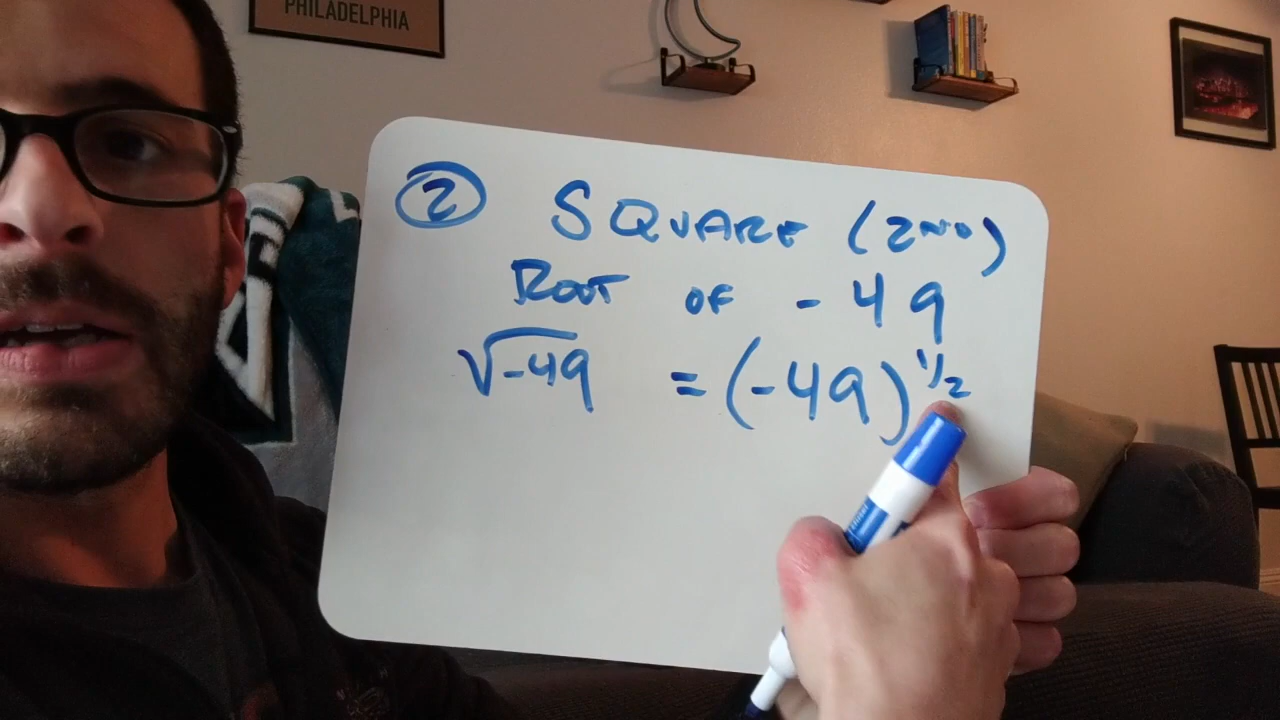 PHILADELPHIA
② SQUARE (2ND)
ROOT OF -49
√-49 = (-49)^1/2